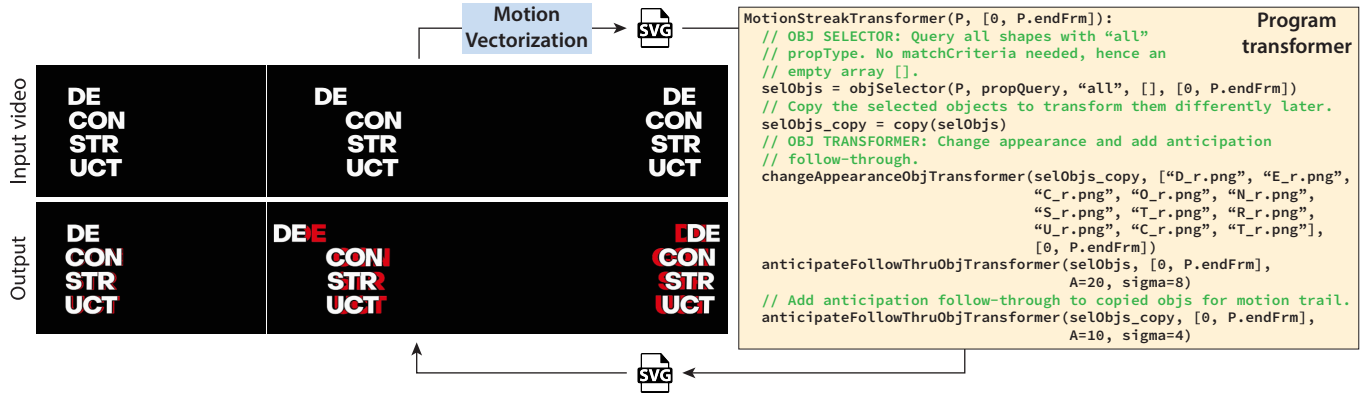 Motion
Vectorization
SVG
Program
transformer
MotionStreakTransformer(P, [0, P.endFrm]):
// OBJ SELECTOR: Query all shapes with “all”
// propType. No matchCriteria needed, hence an
// empty array [].
selObjs = objSelector(P, propQuery, “all”, [], [0, P.endFrm])
// Copy the selected objects to transform them differently later.
selObjs_copy = copy(selObjs)
// OBJ TRANSFORMER: Change appearance and add anticipation
// follow-through.
changeAppearanceObjTransformer(selObjs_copy, [“D_r.png”, “E_r.png”,
“C_r.png”, “O_r.png”, “N_r.png”,
“S_r.png”, “T_r.png”, “R_r.png”,
“U_r.png”, “C_r.png”, “T_r.png”],
[0, P.endFrm])
anticipateFollowThruObjTransformer(selObjs, [0, P.endFrm],
A=20, sigma=8)
// Add anticipation follow-through to copied objs for motion trail.
anticipateFollowThruObjTransformer(selObjs_copy, [0, P.endFrm],
A=10, sigma=4)
Input video
DE
CON
STR
UCT
DE
CON
STR
UCT
DE
CON
STR
UCT
Output
DE
CON
STR
UCT
DE E
CON
STR
UCT
D DE
CON
STR
UCT
SVG